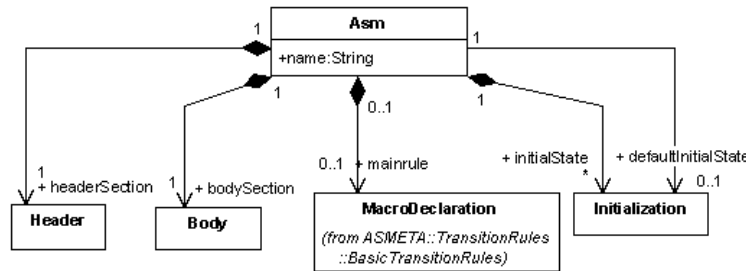 Asm
+name:String
1
1
1
0..1
1
1
+ headerSection
1
+ bodySection
0..1
+ mainrule
+ initialState
*
+ defaultInitialState
0..1
1
Header
Body
MacroDeclaration
(from ASMETA::TransitionRules
::BasicTransitionRules)
Initialization